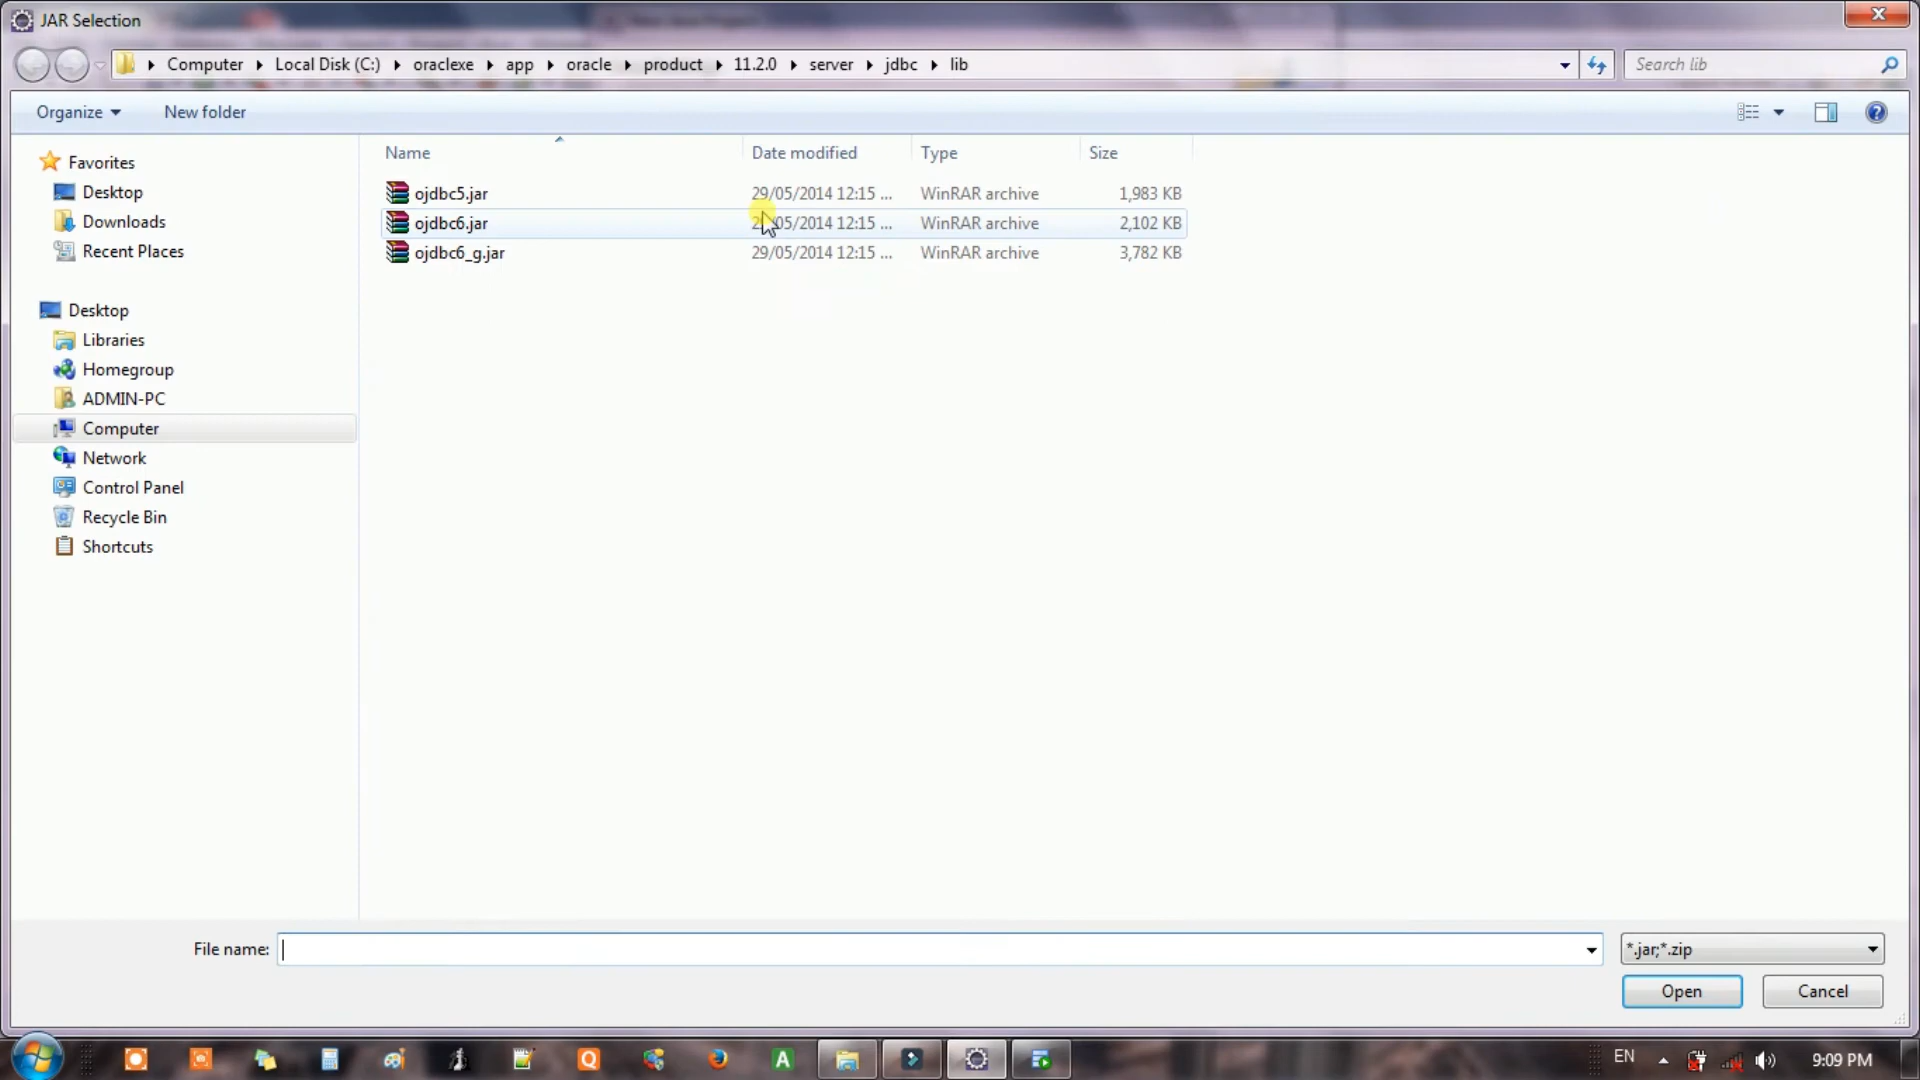 JAR Selection
Computer Local Disk (C:) oraclexe app oracle product 11.2.0 server jdbc lib
Search lib
Organize New folder
Name Date modified Type Size
ojdbc5.jar 29/05/2014 12:15 ... WinRAR archive 1,983 KB
ojdbc6.jar /05/2014 12:15 ... WinRAR archive 2,102 KB
ojdbc6_g.jar 29/05/2014 12:15 ... WinRAR archive 3,782 KB
Favorites
Desktop
Downloads
Recent Places
Desktop
Libraries
Homegroup
ADMIN-PC
Computer
Network
Control Panel
Recycle Bin
Shortcuts
File name:
*.jar;*.zip
Open Cancel
Q A EN 9:09 PM